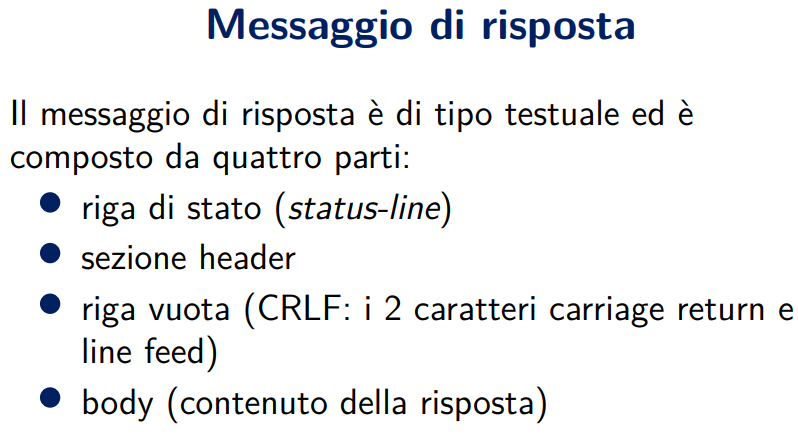 Messaggio di risposta
Il messaggio di risposta è di tipo testuale ed è
composto da quattro parti:
● riga di stato (status-line)
● sezione header
● riga vuota (CRLF: i 2 caratteri carriage return e
line feed)
● body (contenuto della risposta)